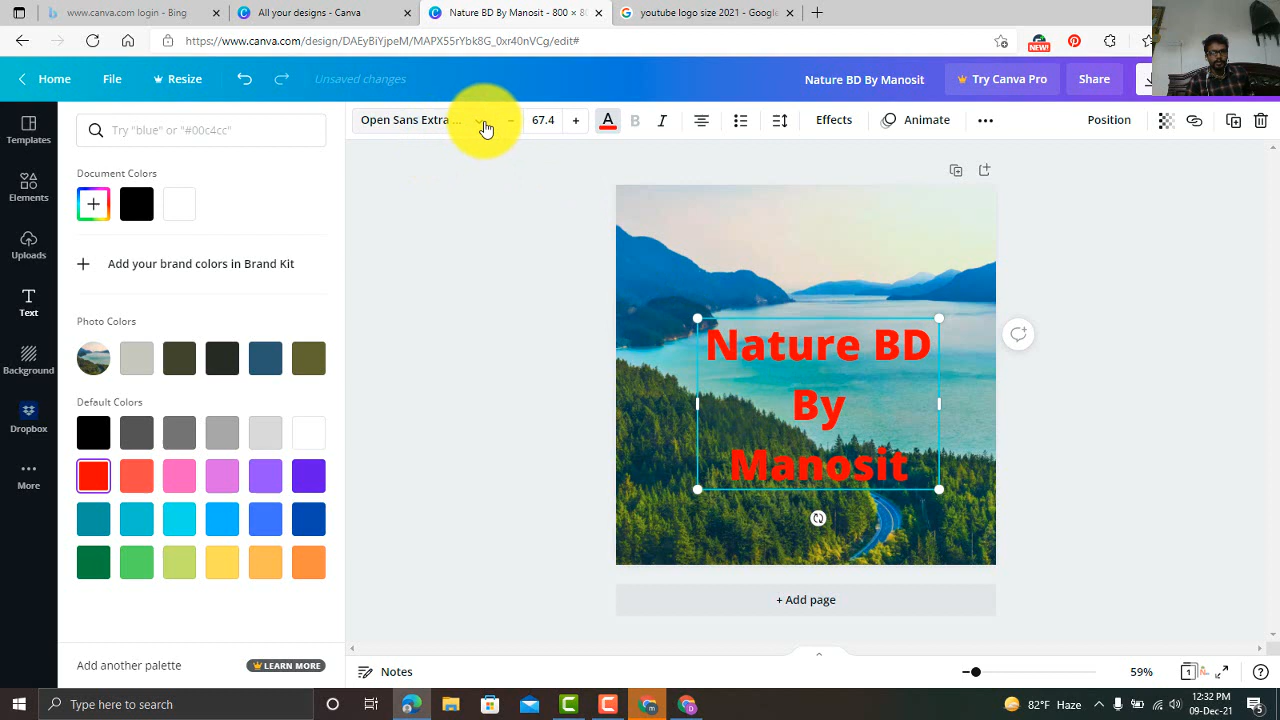 www.canva.com login - Bing
All your designs - Canva
Nature BD By Manosit - 800 × 80
youtube logo size 2021 - Google
https://www.canva.com/design/DAEyBiYjpeM/MAPX55rYbk8G_0xr40nVCg/edit#
NEW!
Home
File
Resize
Unsaved changes
Nature BD By Manosit
Try Canva Pro
Share
Open Sans Extra...
67.4
A
B
I
Effects
Animate
Position
Try "blue" or "#00c4cc"
Templates
Document Colors
Elements
Uploads
Add your brand colors in Brand Kit
Text
Photo Colors
Background
Default Colors
Dropbox
More
Nature BD
By
Manosit
+ Add page
Add another palette
LEARN MORE
Notes
59%
1
Type here to search
82°F Haze
12:32 PM
09-Dec-21
5